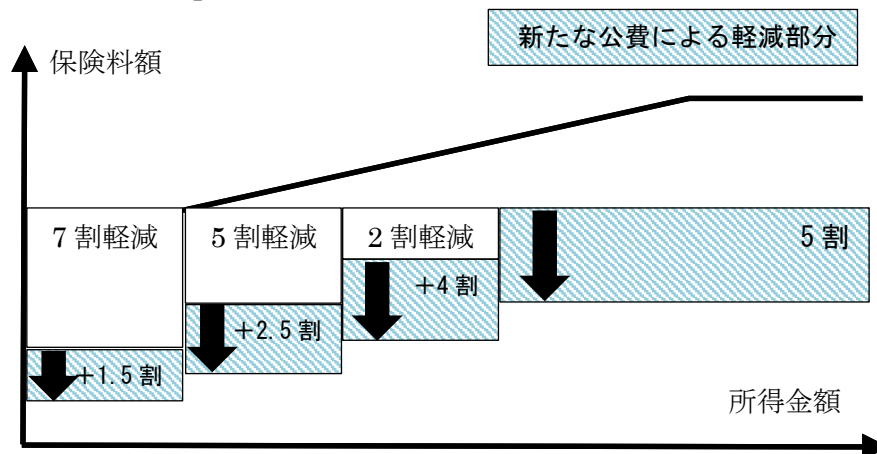 新たな公費による軽減部分
保険料額
7割軽減
5割軽減
2割軽減
5割
+4割
+2.5割
+1.5割
所得金額